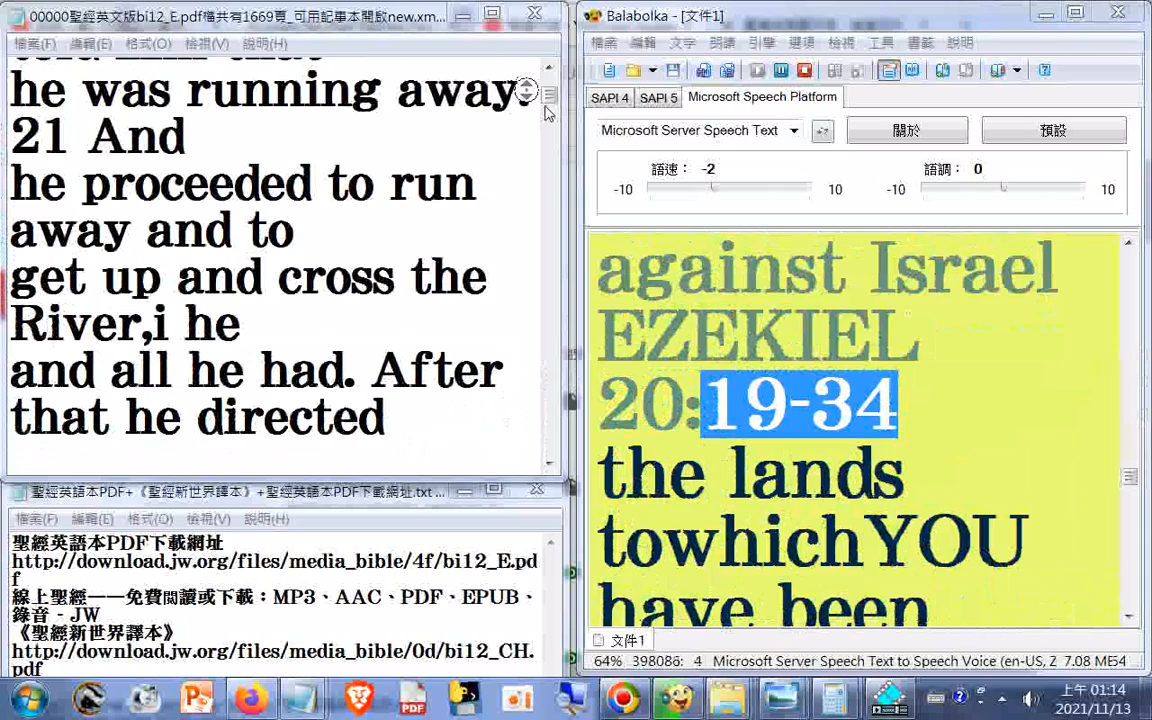 00000聖經英文版bi12_E.pdf檔共有1669頁_可用記事本開啟new.xm...
檔案(F) 編輯(E) 格式(O) 檢視(V) 說明(H)
he was running away.
21 And
he proceeded to run
away and to
get up and cross the
River,i he
and all he had. After
that he directed
聖經英語本PDF+《聖經新世界譯本》+聖經英語本PDF下載網址.txt ...
檔案(F) 編輯(E) 格式(O) 檢視(V) 說明(H)
聖經英語本PDF下載網址
http://download.jw.org/files/media_bible/4f/bi12_E.pd
f
線上聖經——免費閱讀或下載：MP3、AAC、PDF、EPUB、
錄音 - JW
《聖經新世界譯本》
http://download.jw.org/files/media_bible/0d/bi12_CH.
pdf
Balabolka - [文件1]
檔案 編輯 文字 朗讀 引擎 選項 檢視 工具 書籤 說明
SAPI 4 SAPI 5 Microsoft Speech Platform
Microsoft Server Speech Text 關於 預設
語速： -2 語調： 0
-10 10 -10 10
against Israel
EZEKIEL
20:19-34
the lands
towhichYOU
have been
文件1
64% 398086: 4 Microsoft Server Speech Text to Speech Voice (en-US, Z 7.08 ME54
上午 01:14
2021/11/13